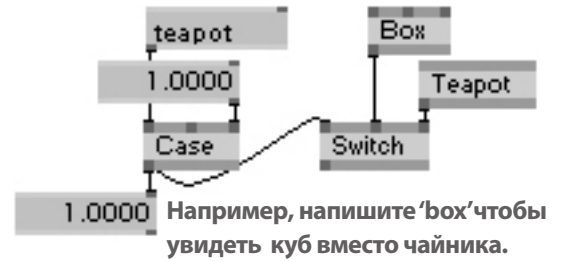 teapot
Box
1.0000
Teapot
Case
Switch
1.0000
Например, напишите ‘box’ чтобы
увидеть куб вместо чайника.